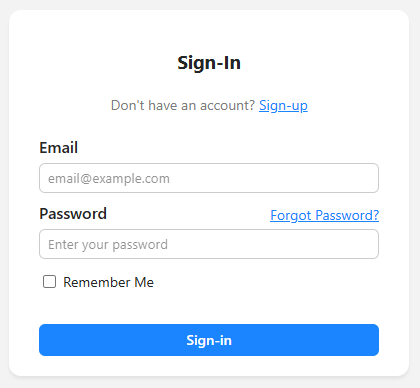 Sign-In
Don't have an account? Sign-up
Email
email@example.com
Password Forgot Password?
Enter your password
Remember Me
Sign-in